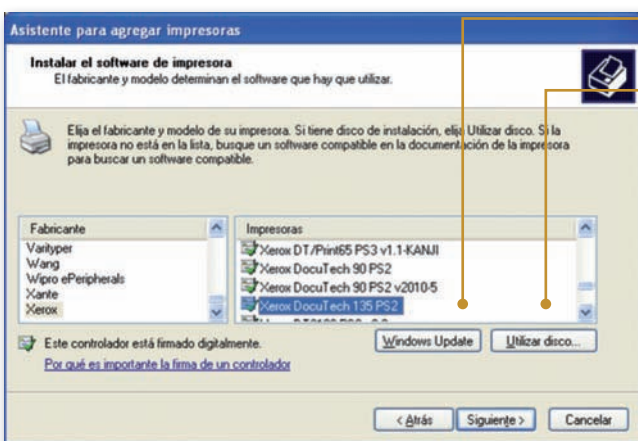 Asistente para agregar impresoras
Instalar el software de impresora
El fabricante y modelo determinan el software que hay que utilizar.
Elija el fabricante y modelo de su impresora. Si tiene disco de instalación, elija Utilizar disco. Si la
impresora no está en la lista, busque un software compatible en la documentación de la impresora
para buscar un software compatible.
Fabricante
Varityper
Wang
Wipro ePeripherals
Xante
Xerox
Impresoras
Xerox DT/Print65 PS3 v1.1-KANJI
Xerox DocuTech 90 PS2
Xerox DocuTech 90 PS2 v2010-5
Xerox DocuTech 135 PS2
Este controlador está firmado digitalmente.
Por qué es importante la firma de un controlador
Windows Update
Utilizar disco...
< Atrás
Siguiente >
Cancelar